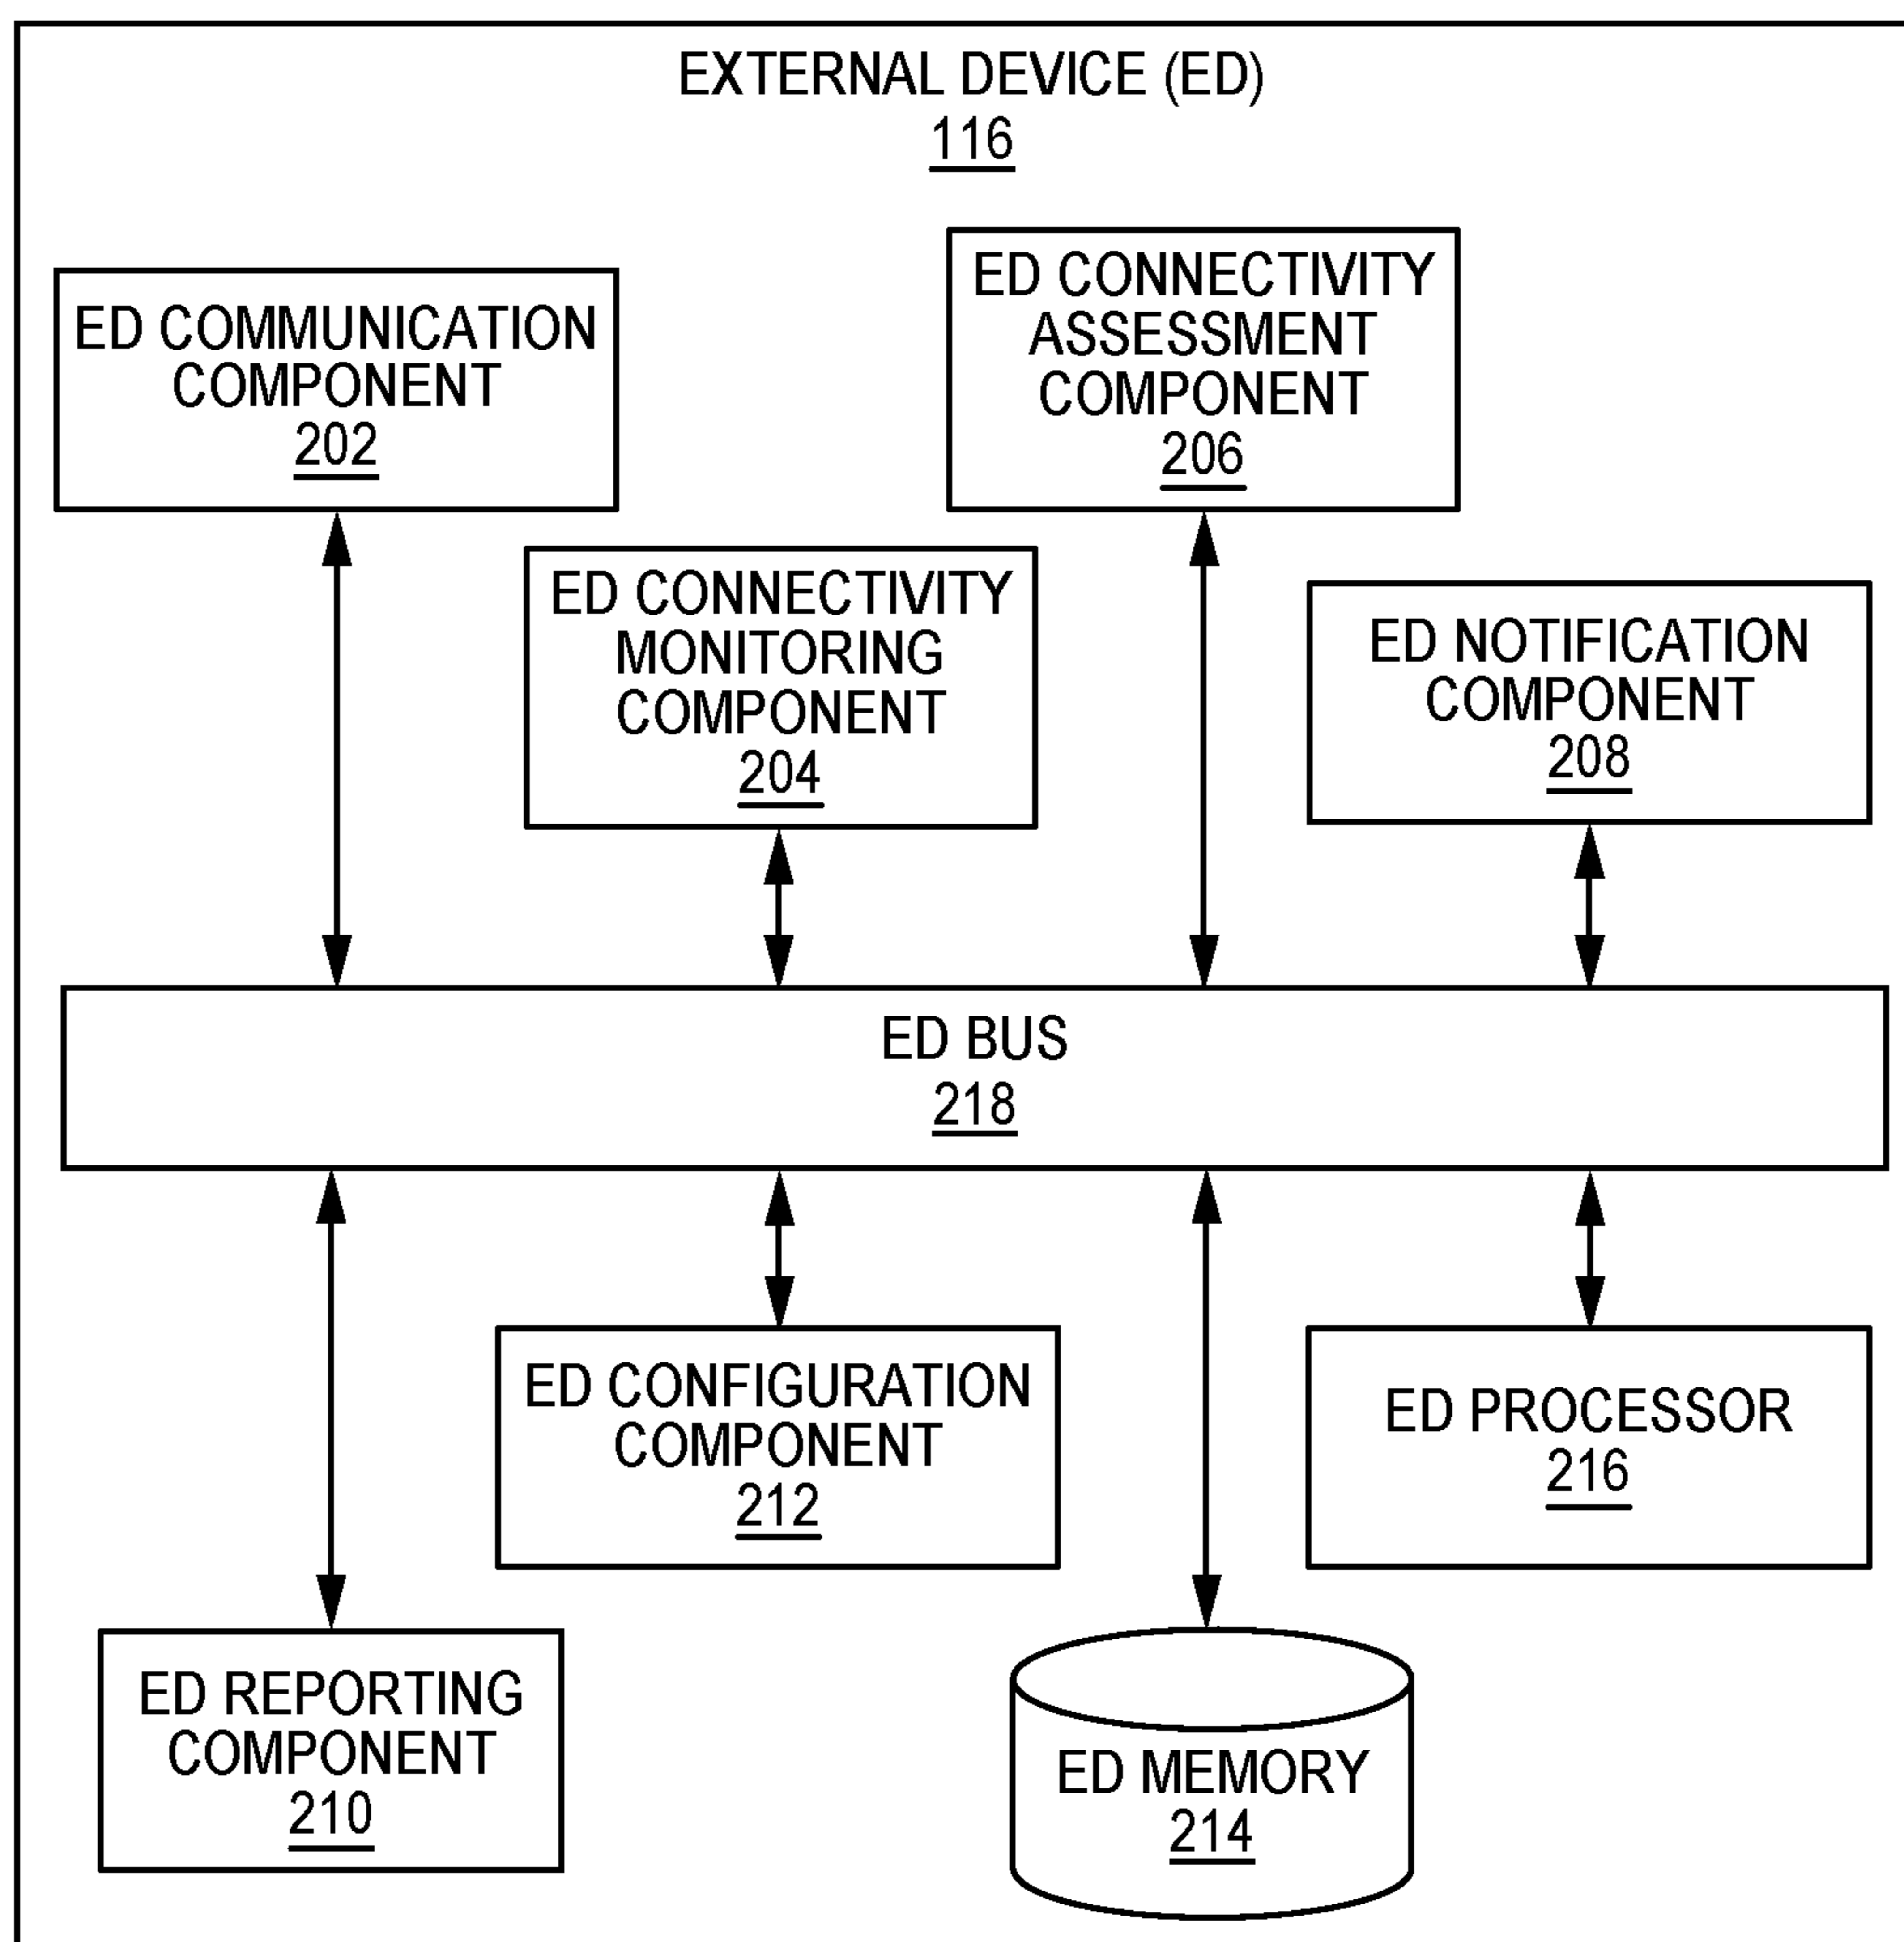 EXTERNAL DEVICE (ED)
116
ED COMMUNICATION
COMPONENT
202
ED CONNECTIVITY
ASSESSMENT
COMPONENT
206
ED CONNECTIVITY
MONITORING
COMPONENT
204
ED NOTIFICATION
COMPONENT
208
ED BUS
218
ED CONFIGURATION
COMPONENT
212
ED PROCESSOR
216
ED REPORTING
COMPONENT
210
ED MEMORY
214